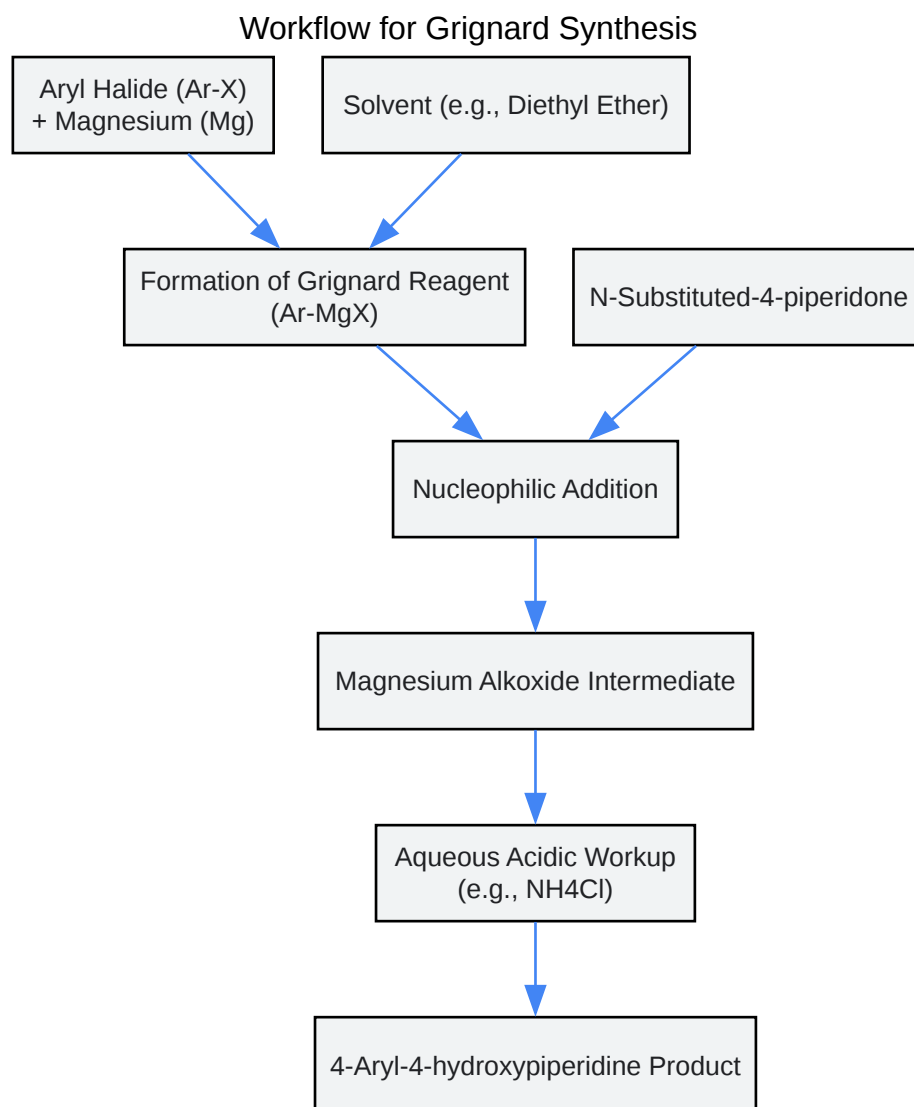 Workflow for Grignard Synthesis
Aryl Halide (Ar-X)
+ Magnesium (Mg)
Solvent (e.g., Diethyl Ether)
Formation of Grignard Reagent
(Ar-MgX)
N-Substituted-4-piperidone
Nucleophilic Addition
Magnesium Alkoxide Intermediate
Aqueous Acidic Workup
(e.g., NH4Cl)
4-Aryl-4-hydroxypiperidine Product